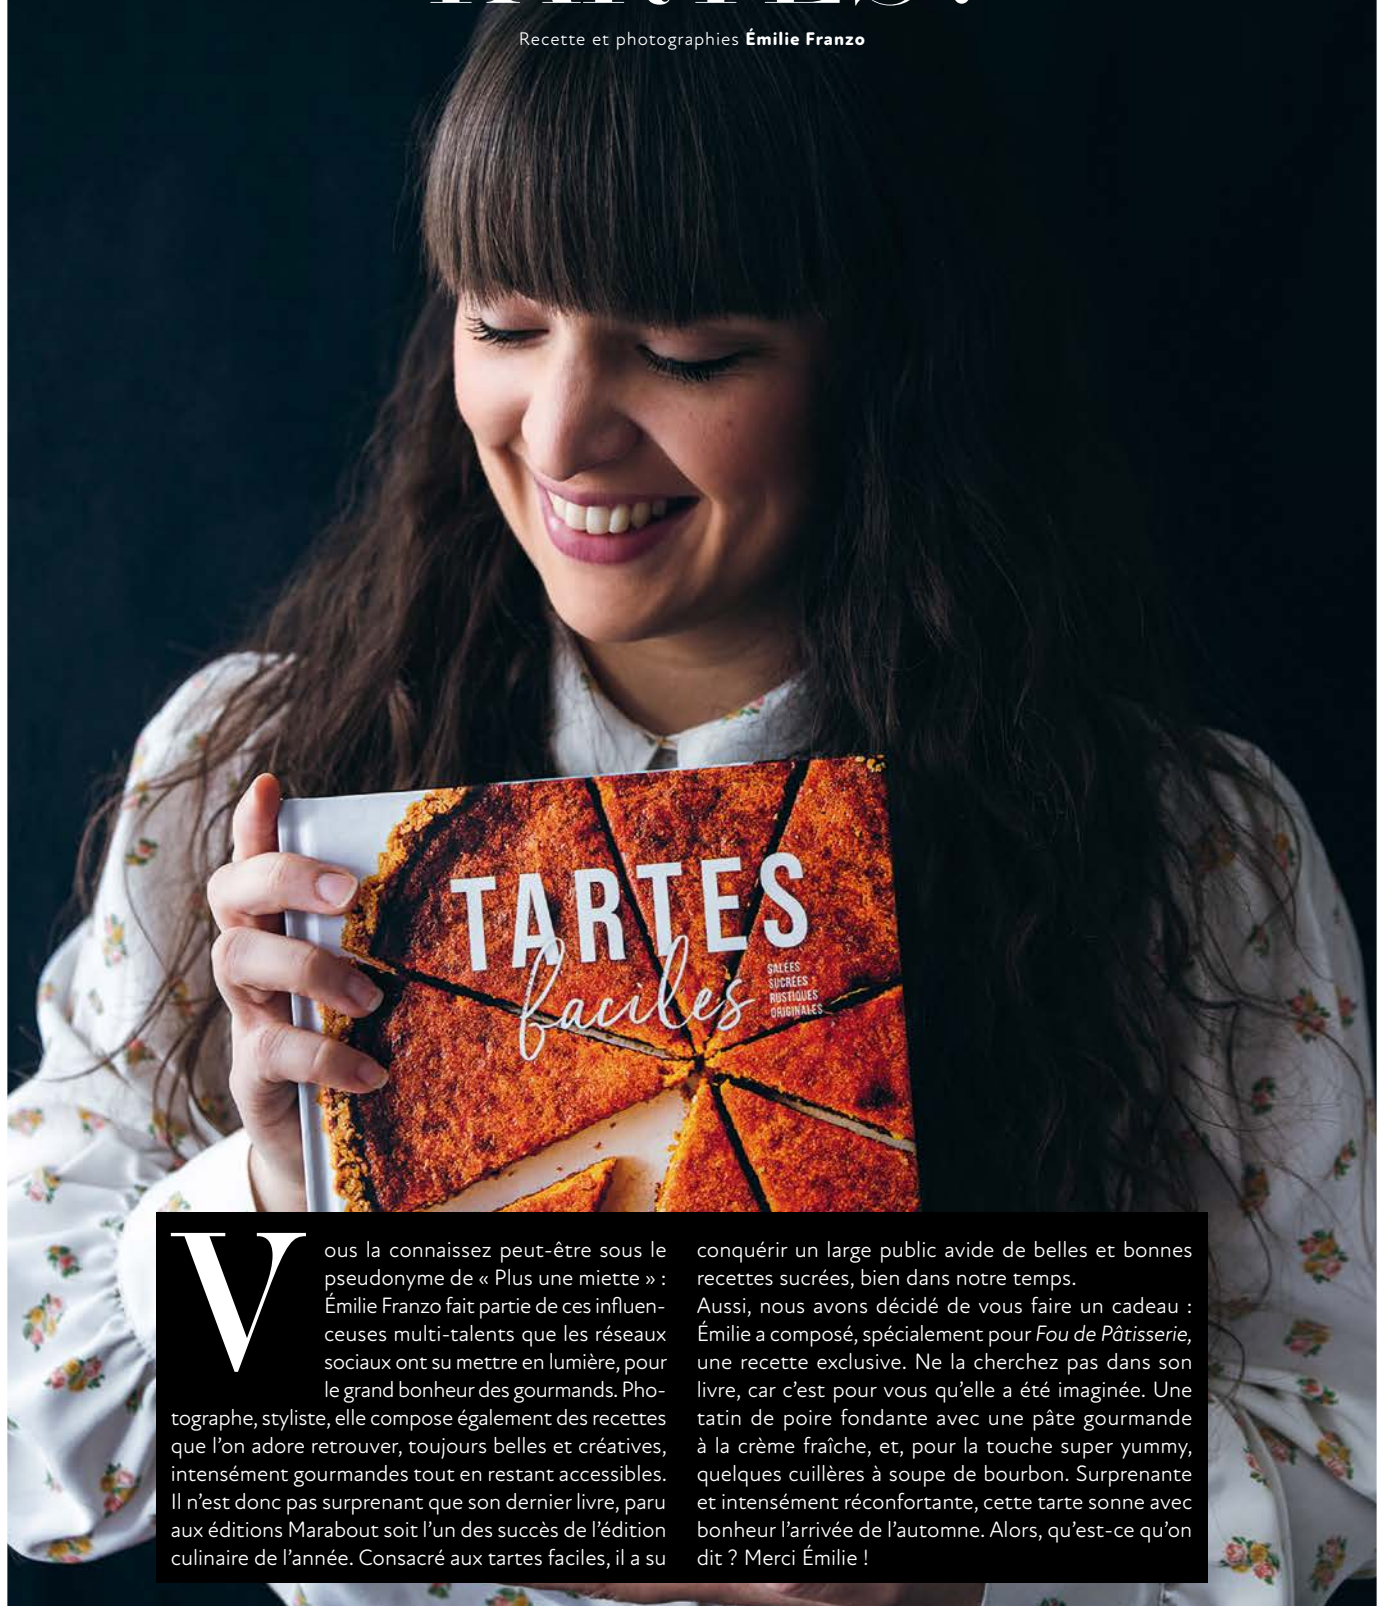 Recette et photographies Émilie Franzo
TARTES
faciles
SALÉES
SUCRÉES
RUSTIQUES
ORIGINALES
Vous la connaissez peut-être sous le
pseudonyme de « Plus une miette » :
Émilie Franzo fait partie de ces influen-
ceuses multi-talents que les réseaux
sociaux ont su mettre en lumière, pour
le grand bonheur des gourmands. Pho-
tographe, styliste, elle compose également des recettes
que l’on adore retrouver, toujours belles et créatives,
intensément gourmandes tout en restant accessibles.
Il n’est donc pas surprenant que son dernier livre, paru
aux éditions Marabout soit l’un des succès de l’édition
culinaire de l’année. Consacré aux tartes faciles, il a su
conquérir un large public avide de belles et bonnes
recettes sucrées, bien dans notre temps.
Aussi, nous avons décidé de vous faire un cadeau :
Émilie a composé, spécialement pour Fou de Pâtisserie,
une recette exclusive. Ne la cherchez pas dans son
livre, car c’est pour vous qu’elle a été imaginée. Une
tatin de poire fondante avec une pâte gourmande
à la crème fraîche, et, pour la touche super yummy,
quelques cuillères à soupe de bourbon. Surprenante
et intensément réconfortante, cette tarte sonne avec
bonheur l’arrivée de l’automne. Alors, qu’est-ce qu’on
dit ? Merci Émilie !